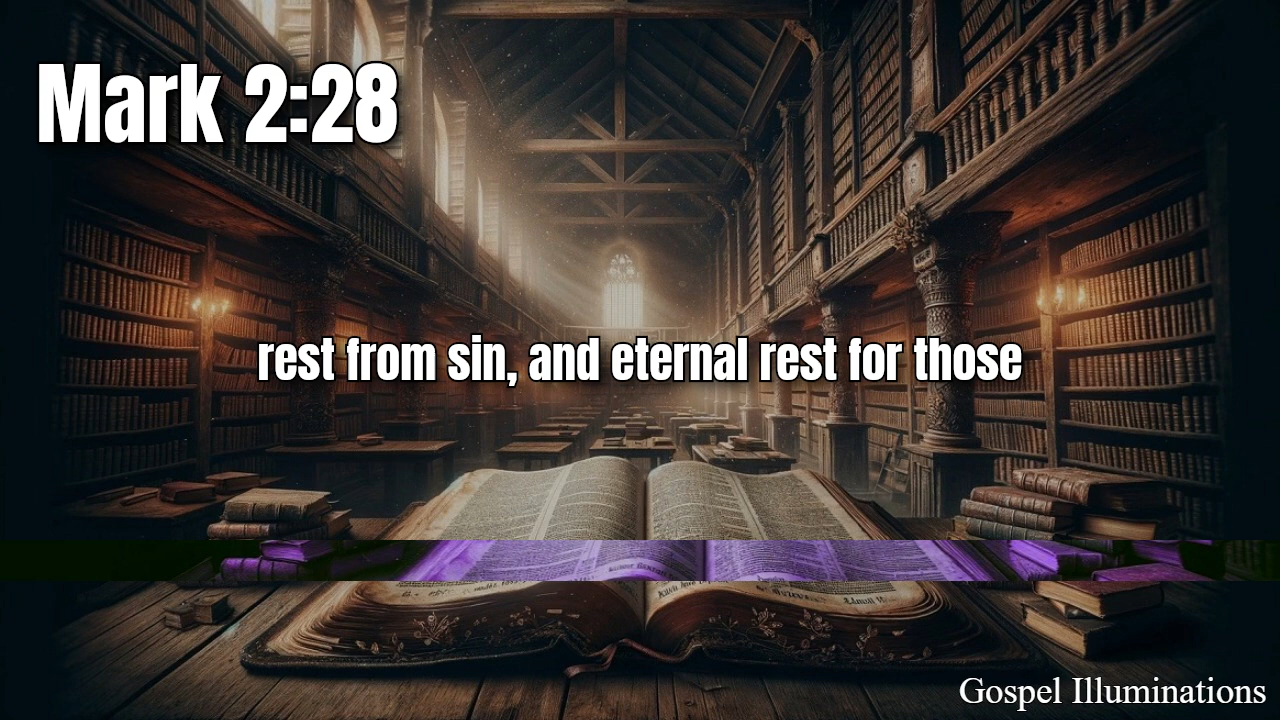 Mark 2:28
rest from sin, and eternal rest for those
Gospel Illuminations